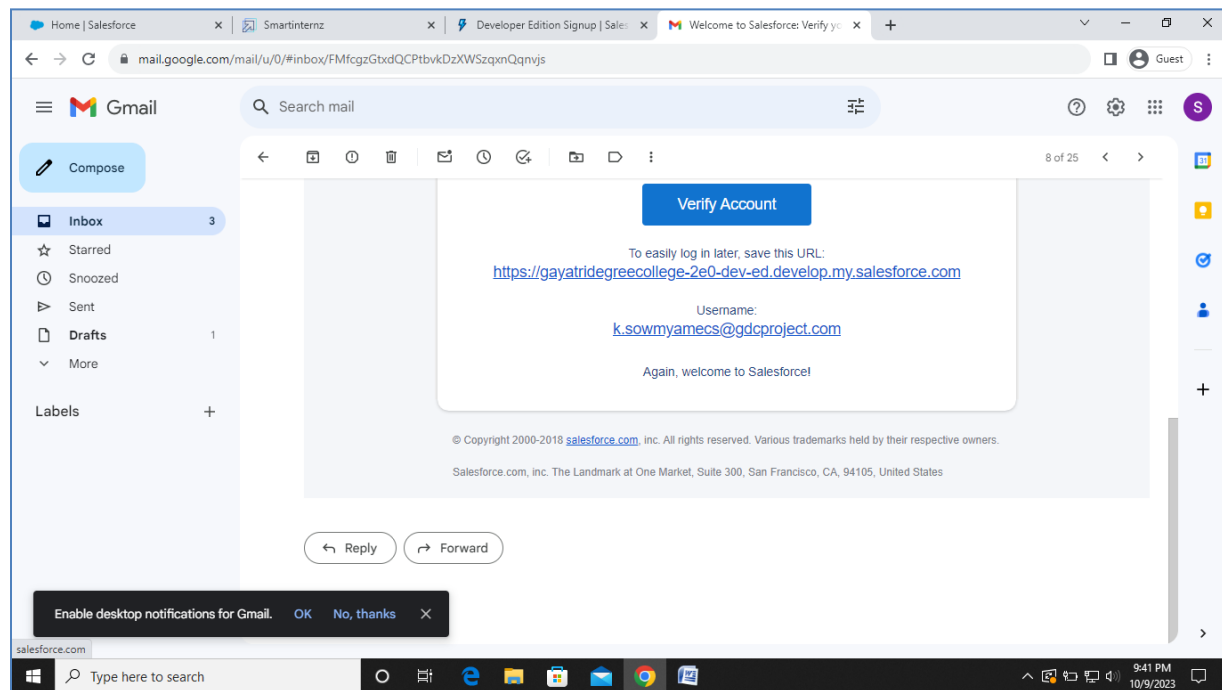 Home | Salesforce
Smartinternz
Developer Edition Signup | Sales
Welcome to Salesforce: Verify yo
mail.google.com/mail/u/0/#inbox/FMfcgzGtxdQCPtbvkDzXWSzqxnQqnvjs
Guest
Gmail
Search mail
S
Compose
8 of 25
31
Inbox 3
Starred
Snoozed
Sent
Drafts 1
More
Labels
Verify Account
To easily log in later, save this URL:
https://gayatridegreecollege-2e0-dev-ed.develop.my.salesforce.com
Username:
k.sowmyamecs@gdcproject.com
Again, welcome to Salesforce!
© Copyright 2000-2018 salesforce.com, inc. All rights reserved. Various trademarks held by their respective owners.
Salesforce.com, inc. The Landmark at One Market, Suite 300, San Francisco, CA, 94105, United States
Reply
Forward
Enable desktop notifications for Gmail. OK No, thanks
salesforce.com
Type here to search
9:41 PM
10/9/2023